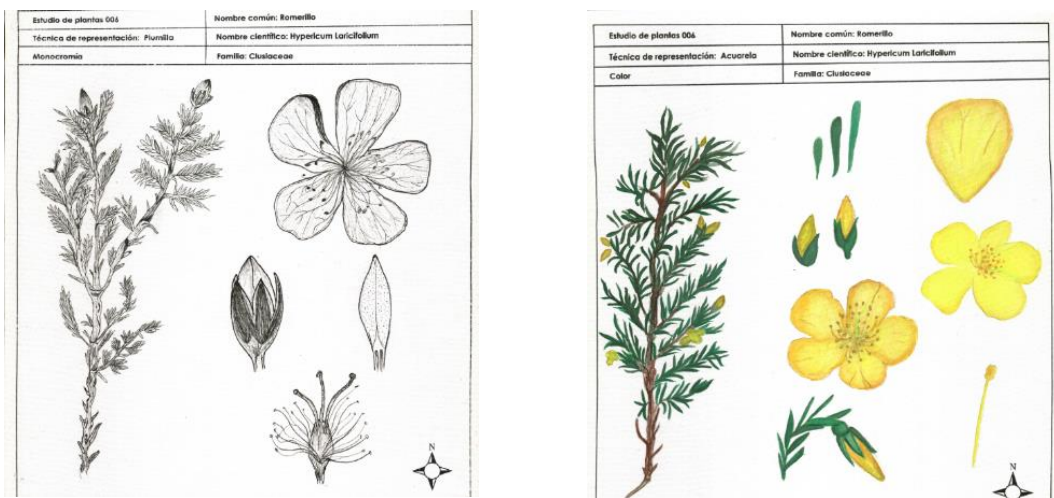 Estudio de plantas 006
Nombre común: Romerillo
Técnica de representación: Plumilla
Nombre científico: Hypericum Laricifolium
Monocromía
Familia: Clusiaceae
N
Estudio de plantas 006
Nombre común: Romerillo
Técnica de representación: Acuarela
Nombre científico: Hypericum Laricifolium
Color
Familia: Clusiaceae
N